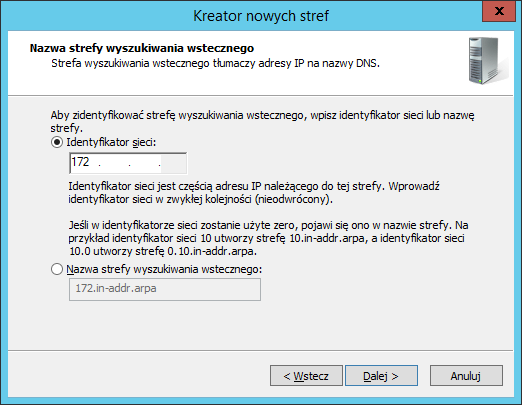 Kreator nowych stref
x
Nazwa strefy wyszukiwania wstecznego
Strefa wyszukiwania wstecznego tłumaczy adresy IP na nazwy DNS.
Aby zidentyfikować strefę wyszukiwania wstecznego, wpisz identyfikator sieci lub nazwę
strefy.
Identyfikator sieci:
172 . . .
Identyfikator sieci jest częścią adresu IP należącego do tej strefy. Wprowadź
identyfikator sieci w zwykłej kolejności (nieodwrócony).
Jeśli w identyfikatorze sieci zostanie użyte zero, pojawi się ono w nazwie strefy. Na
przykład identyfikator sieci 10 utworzy strefę 10.in-addr.arpa, a identyfikator sieci
10.0 utworzy strefę 0.10.in-addr.arpa.
Nazwa strefy wyszukiwania wstecznego:
172.in-addr.arpa
< Wstecz Dalej > Anuluj